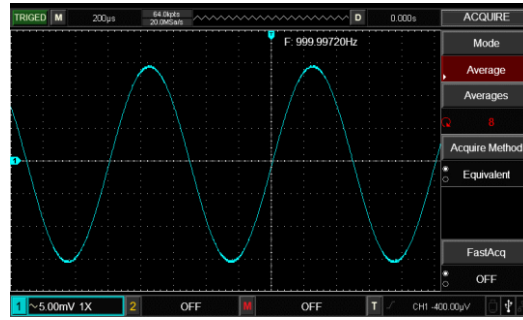 TRIGED M 200μs 64.0kpts D 0.000s ACQUIRE
20.0MSa/s
T
F: 999.99720Hz
Mode
Average
Averages
8
1
Acquire Method
Equivalent
FastAcq
OFF
1 ~5.00mV 1X 2 OFF M OFF T CH1 -400.00μV